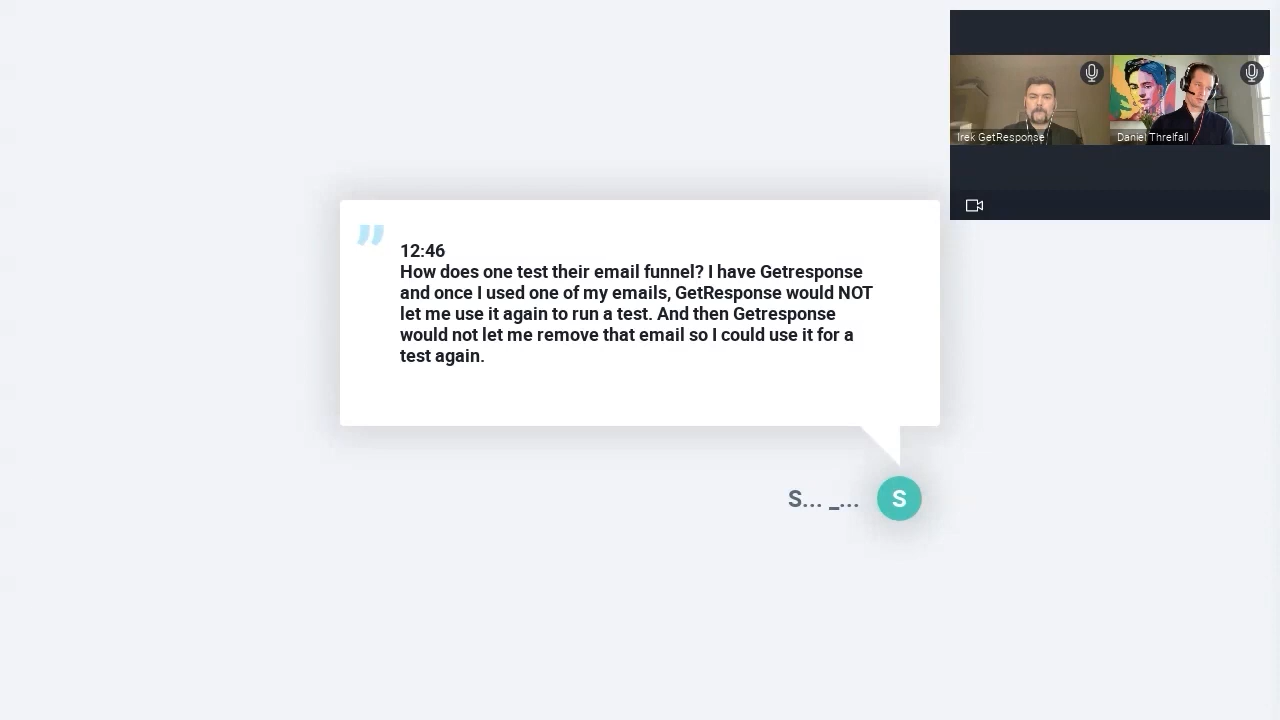 Irek GetResponse
Daniel Threlfall
12:46
How does one test their email funnel? I have Getresponse
and once I used one of my emails, GetResponse would NOT
let me use it again to run a test. And then Getresponse
would not let me remove that email so I could use it for a
test again.
S... _...
S